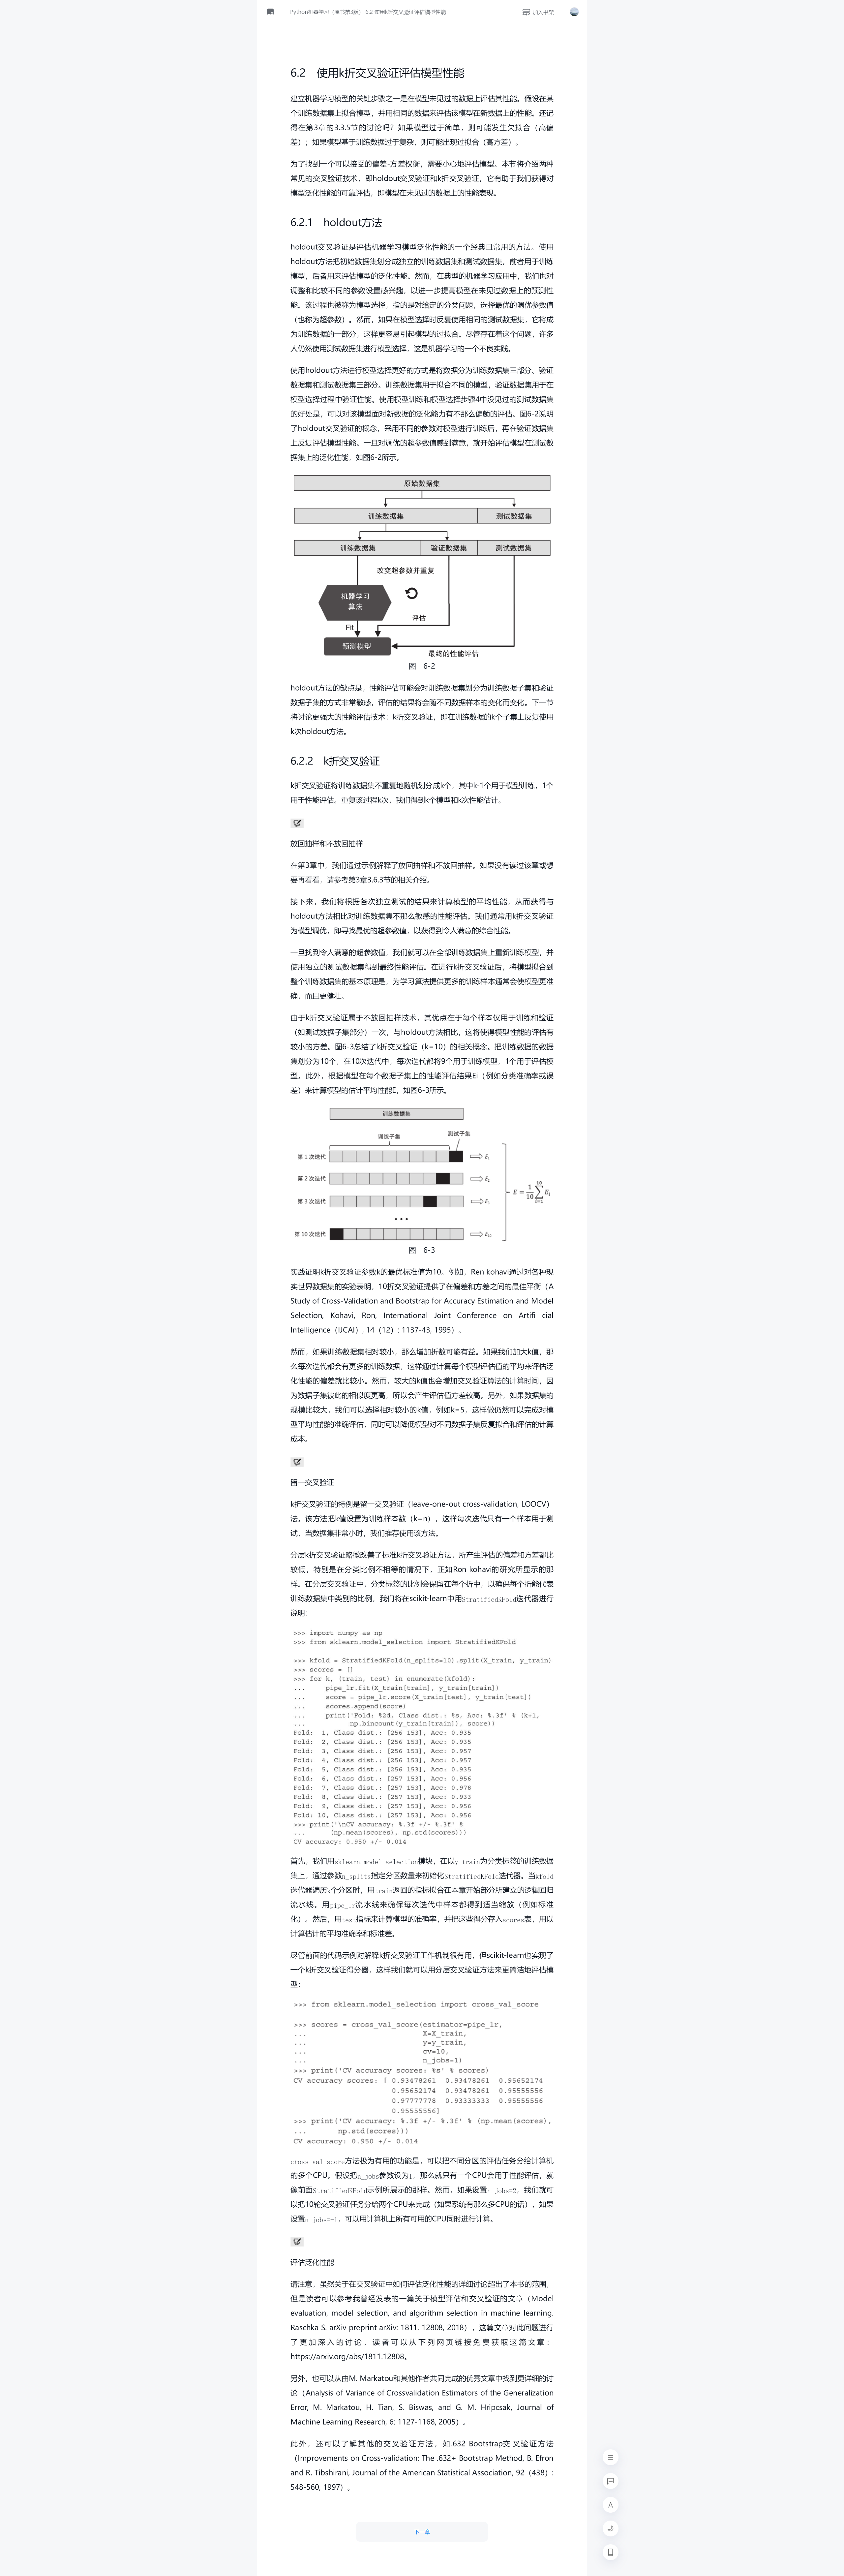 Python机器学习（原书第3版） 6.2 使用k折交叉验证评估模型性能
加入书架
6.2 使用k折交叉验证评估模型性能
建立机器学习模型的关键步骤之一是在模型未见过的数据上评估其性能。假设在某
个训练数据集上拟合模型，并用相同的数据来评估该模型在新数据上的性能。还记
得在第3章的3.3.5节的讨论吗？如果模型过于简单，则可能发生欠拟合（高偏
差）；如果模型基于训练数据过于复杂，则可能出现过拟合（高方差）。
为了找到一个可以接受的偏差-方差权衡，需要小心地评估模型。本节将介绍两种
常见的交叉验证技术，即holdout交叉验证和k折交叉验证，它有助于我们获得对
模型泛化性能的可靠评估，即模型在未见过的数据上的性能表现。
6.2.1 holdout方法
holdout交叉验证是评估机器学习模型泛化性能的一个经典且常用的方法。使用
holdout方法把初始数据集划分成独立的训练数据集和测试数据集，前者用于训练
模型，后者用来评估模型的泛化性能。然而，在典型的机器学习应用中，我们也对
调整和比较不同的参数设置感兴趣，以进一步提高模型在未见过数据上的预测性
能。该过程也被称为模型选择，指的是对给定的分类问题，选择最优的调优参数值
（也称为超参数）。然而，如果在模型选择时反复使用相同的测试数据集，它将成
为训练数据的一部分，这样更容易引起模型的过拟合。尽管存在着这个问题，许多
人仍然使用测试数据集进行模型选择，这是机器学习的一个不良实践。
使用holdout方法进行模型选择更好的方式是将数据分为训练数据集三部分、验证
数据集和测试数据集三部分。训练数据集用于拟合不同的模型，验证数据集用于在
模型选择过程中验证性能。使用模型训练和模型选择步骤4中没见过的测试数据集
的好处是，可以对该模型面对新数据的泛化能力有不那么偏颇的评估。图6-2说明
了holdout交叉验证的概念，采用不同的参数对模型进行训练后，再在验证数据集
上反复评估模型性能。一旦对调优的超参数值感到满意，就开始评估模型在测试数
据集上的泛化性能，如图6-2所示。
原始数据集
训练数据集 测试数据集
训练数据集 验证数据集 测试数据集
改变超参数并重复
机器学习
算法
评估
Fit
预测模型
最终的性能评估
图 6-2
holdout方法的缺点是，性能评估可能会对训练数据集划分为训练数据子集和验证
数据子集的方式非常敏感，评估的结果将会随不同数据样本的变化而变化。下一节
将讨论更强大的性能评估技术：k折交叉验证，即在训练数据的k个子集上反复使用
k次holdout方法。
6.2.2 k折交叉验证
k折交叉验证将训练数据集不重复地随机划分成k个，其中k-1个用于模型训练，1个
用于性能评估。重复该过程k次，我们得到k个模型和k次性能估计。
放回抽样和不放回抽样
在第3章中，我们通过示例解释了放回抽样和不放回抽样。如果没有读过该章或想
要再看看，请参考第3章3.6.3节的相关介绍。
接下来，我们将根据各次独立测试的结果来计算模型的平均性能，从而获得与
holdout方法相比对训练数据集不那么敏感的性能评估。我们通常用k折交叉验证
为模型调优，即寻找最优的超参数值，以获得到令人满意的综合性能。
一旦找到令人满意的超参数值，我们就可以在全部训练数据集上重新训练模型，并
使用独立的测试数据集得到最终性能评估。在进行k折交叉验证后，将模型拟合到
整个训练数据集的基本原理是，为学习算法提供更多的训练样本通常会使模型更准
确，而且更健壮。
由于k折交叉验证属于不放回抽样技术，其优点在于每个样本仅用于训练和验证
（如测试数据子集部分）一次，与holdout方法相比，这将使得模型性能的评估有
较小的方差。图6-3总结了k折交叉验证（k=10）的相关概念。把训练数据的数据
集划分为10个，在10次迭代中，每次迭代都将9个用于训练模型，1个用于评估模
型。此外，根据模型在每个数据子集上的性能评估结果Ei（例如分类准确率或误
差）来计算模型的估计平均性能E，如图6-3所示。
训练数据集
训练子集 测试子集
第 1 次迭代 E1
第 2 次迭代 E2
第 3 次迭代 E3
E = 1/10 ∑ Ei i=1 10
• • •
第 10 次迭代 E10
图 6-3
实践证明k折交叉验证参数k的最优标准值为10。例如，Ren kohavi通过对各种现
实世界数据集的实验表明，10折交叉验证提供了在偏差和方差之间的最佳平衡（A
Study of Cross-Validation and Bootstrap for Accuracy Estimation and Model
Selection, Kohavi, Ron, International Joint Conference on Artifi cial
Intelligence（IJCAI）, 14（12）: 1137-43, 1995）。
然而，如果训练数据集相对较小，那么增加折数可能有益。如果我们加大k值，那
么每次迭代都会有更多的训练数据，这样通过计算每个模型评估值的平均来评估泛
化性能的偏差就比较小。然而，较大的k值也会增加交叉验证算法的计算时间，因
为数据子集彼此的相似度更高，所以会产生评估值方差较高。另外，如果数据集的
规模比较大，我们可以选择相对较小的k值，例如k=5，这样做仍然可以完成对模
型平均性能的准确评估，同时可以降低模型对不同数据子集反复拟合和评估的计算
成本。
留一交叉验证
k折交叉验证的特例是留一交叉验证（leave-one-out cross-validation, LOOCV）
法。该方法把k值设置为训练样本数（k=n），这样每次迭代只有一个样本用于测
试，当数据集非常小时，我们推荐使用该方法。
分层k折交叉验证略微改善了标准k折交叉验证方法，所产生评估的偏差和方差都比
较低，特别是在分类比例不相等的情况下，正如Ron kohavi的研究所显示的那
样。在分层交叉验证中，分类标签的比例会保留在每个折中，以确保每个折能代表
训练数据集中类别的比例，我们将在scikit-learn中用StratifiedKFold迭代器进行
说明：
>>> import numpy as np
>>> from sklearn.model_selection import StratifiedKFold
>>> kfold = StratifiedKFold(n_splits=10).split(X_train, y_train)
>>> scores = []
>>> for k, (train, test) in enumerate(kfold):
... pipe_lr.fit(X_train[train], y_train[train])
... score = pipe_lr.score(X_train[test], y_train[test])
... scores.append(score)
... print('Fold: %2d, Class dist.: %s, Acc: %.3f' % (k+1,
... np.bincount(y_train[train]), score))
Fold: 1, Class dist.: [256 153], Acc: 0.935
Fold: 2, Class dist.: [256 153], Acc: 0.935
Fold: 3, Class dist.: [256 153], Acc: 0.957
Fold: 4, Class dist.: [256 153], Acc: 0.957
Fold: 5, Class dist.: [256 153], Acc: 0.935
Fold: 6, Class dist.: [257 153], Acc: 0.956
Fold: 7, Class dist.: [257 153], Acc: 0.978
Fold: 8, Class dist.: [257 153], Acc: 0.933
Fold: 9, Class dist.: [257 153], Acc: 0.956
Fold: 10, Class dist.: [257 153], Acc: 0.956
>>> print('\nCV accuracy: %.3f +/- %.3f' %
... (np.mean(scores), np.std(scores)))
CV accuracy: 0.950 +/- 0.014
首先，我们用sklearn.model_selection模块，在以y_train为分类标签的训练数据
集上，通过参数n_splits指定分区数量来初始化StratifiedKFold迭代器。当kfold
迭代器遍历k个分区时，用train返回的指标拟合在本章开始部分所建立的逻辑回归
流水线。用pipe_lr流水线来确保每次迭代中样本都得到适当缩放（例如标准
化）。然后，用test指标来计算模型的准确率，并把这些得分存入scores表，用以
计算估计的平均准确率和标准差。
尽管前面的代码示例对解释k折交叉验证工作机制很有用，但scikit-learn也实现了
一个k折交叉验证得分器，这样我们就可以用分层交叉验证方法来更简洁地评估模
型：
>>> from sklearn.model_selection import cross_val_score
>>> scores = cross_val_score(estimator=pipe_lr,
... X=X_train,
... y=y_train,
... cv=10,
... n_jobs=1)
>>> print('CV accuracy scores: %s' % scores)
CV accuracy scores: [ 0.93478261 0.93478261 0.95652174
0.95652174 0.93478261 0.95555556
0.97777778 0.93333333 0.95555556
0.95555556]
>>> print('CV accuracy: %.3f +/- %.3f' % (np.mean(scores),
... np.std(scores)))
CV accuracy: 0.950 +/- 0.014
cross_val_score方法极为有用的功能是，可以把不同分区的评估任务分给计算机
的多个CPU。假设把n_jobs参数设为1，那么就只有一个CPU会用于性能评估，就
像前面StratifiedKFold示例所展示的那样。然而，如果设置n_jobs=2，我们就可
以把10轮交叉验证任务分给两个CPU来完成（如果系统有那么多CPU的话），如果
设置n_jobs=-1，可以用计算机上所有可用的CPU同时进行计算。
评估泛化性能
请注意，虽然关于在交叉验证中如何评估泛化性能的详细讨论超出了本书的范围，
但是读者可以参考我曾经发表的一篇关于模型评估和交叉验证的文章（Model
evaluation, model selection, and algorithm selection in machine learning.
Raschka S. arXiv preprint arXiv: 1811. 12808, 2018），这篇文章对此问题进行
了更加深入的讨论，读者可以从下列网页链接免费获取这篇文章：
https://arxiv.org/abs/1811.12808。
另外，也可以从由M. Markatou和其他作者共同完成的优秀文章中找到更详细的讨
论（Analysis of Variance of Crossvalidation Estimators of the Generalization
Error, M. Markatou, H. Tian, S. Biswas, and G. M. Hripcsak, Journal of
Machine Learning Research, 6: 1127-1168, 2005）。
此外，还可以了解其他的交叉验证方法，如.632 Bootstrap交叉验证方法
（Improvements on Cross-validation: The .632+ Bootstrap Method, B. Efron
and R. Tibshirani, Journal of the American Statistical Association, 92（438）:
548-560, 1997）。
A
下一章